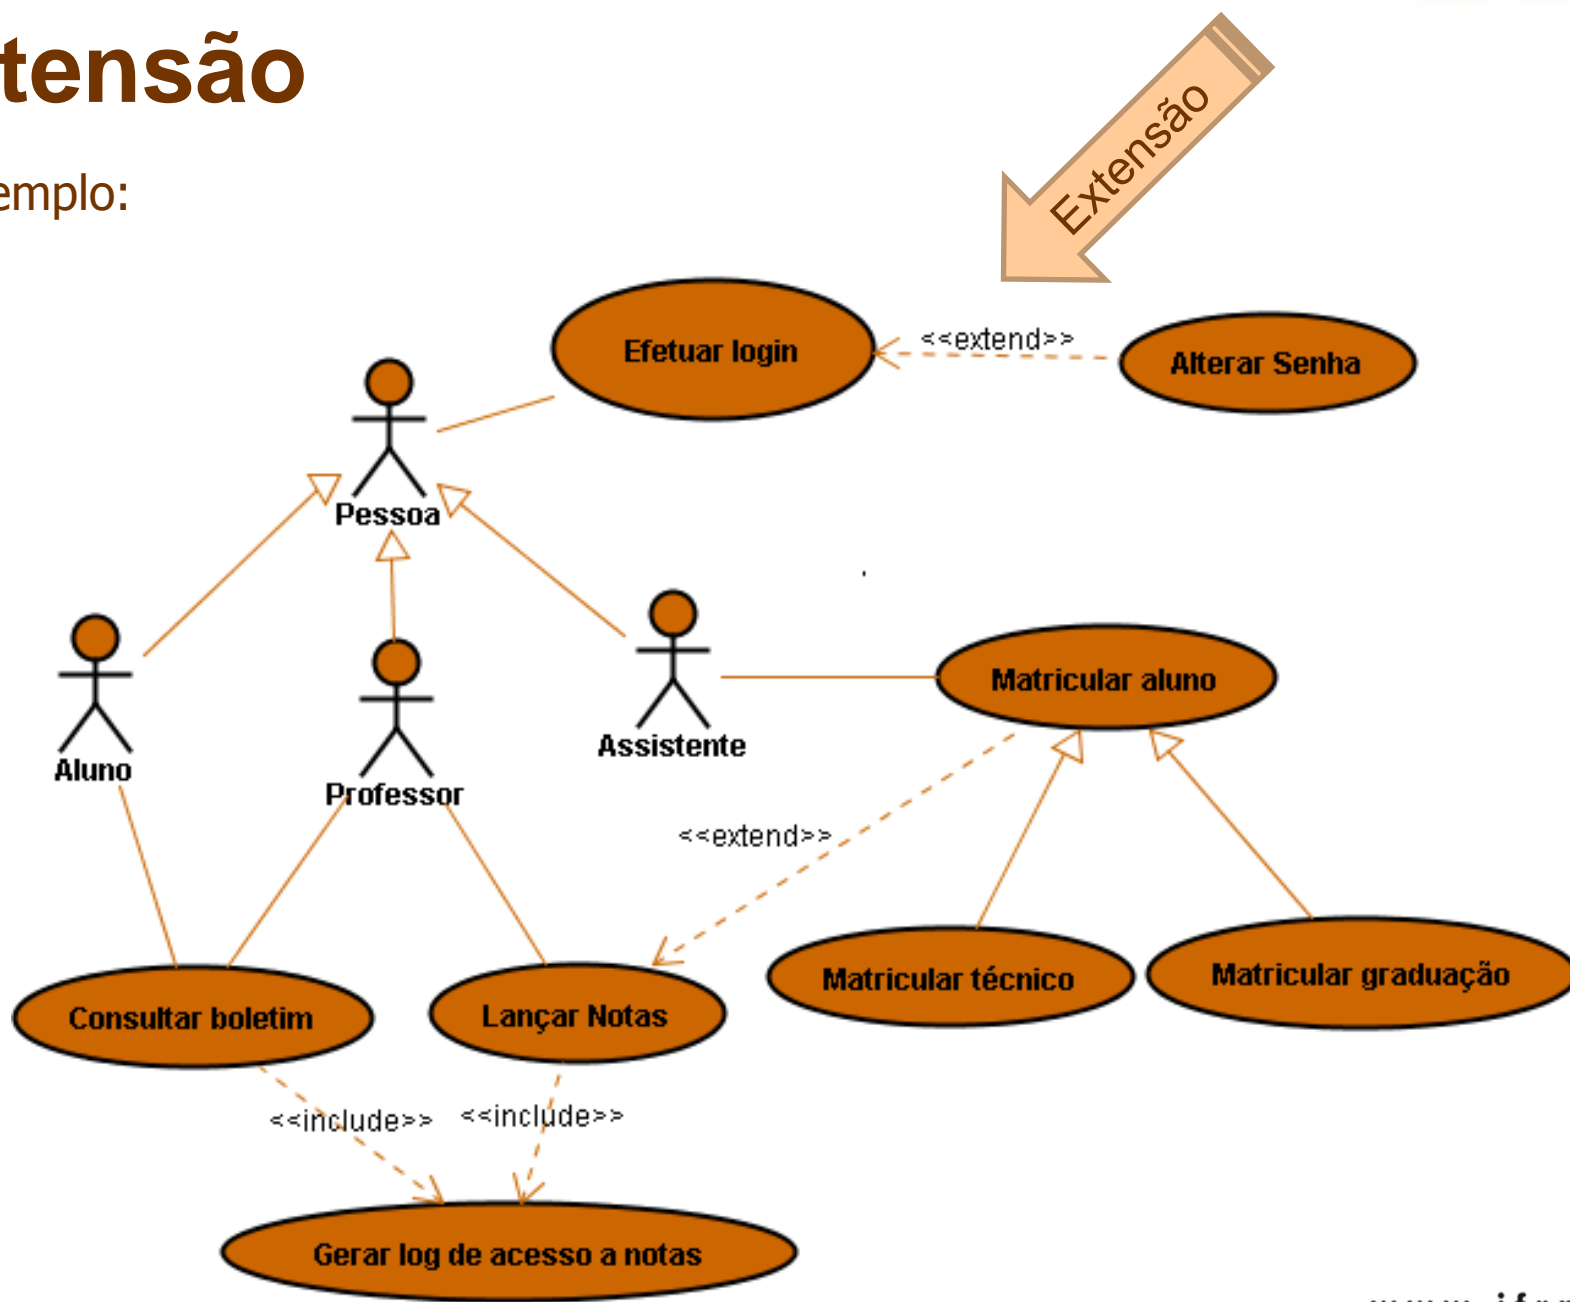 tensão
emplo:
Extensão
Efetuar login
<<extend>>
Alterar Senha
Pessoa
Matricular aluno
Assistente
Aluno
Professor
<<extend>>
Matricular técnico
Matricular graduação
Consultar boletim
Lançar Notas
<<include>>
<<include>>
Gerar log de acesso a notas